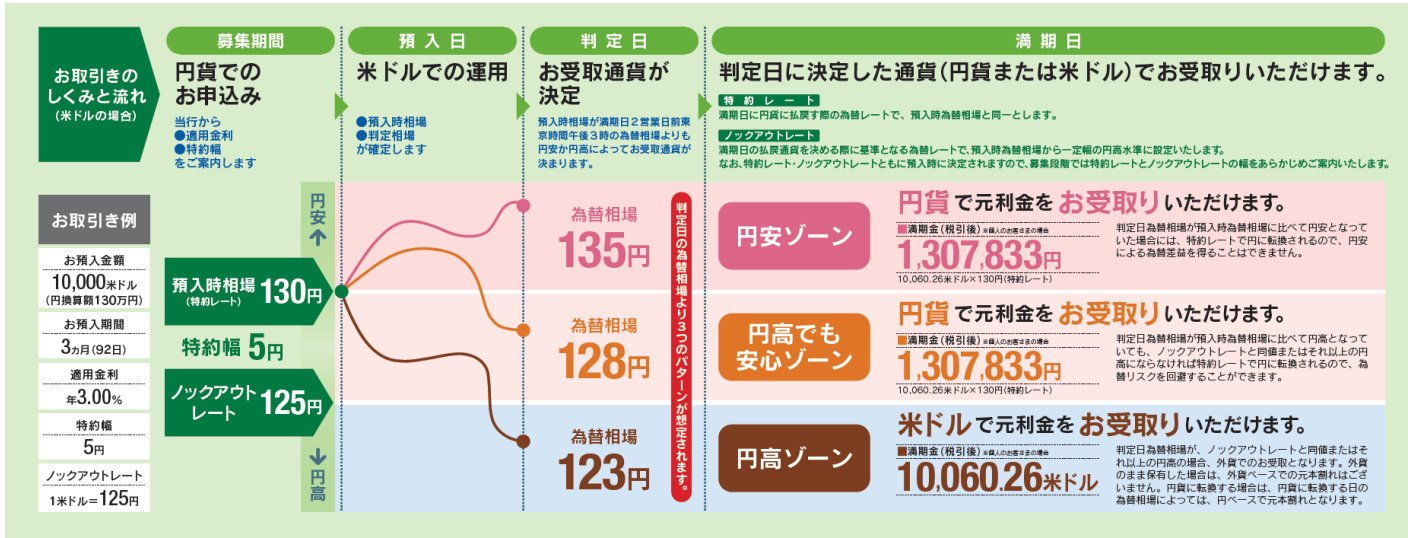 お取引きの
しくみと流れ
(米ドルの場合)
募集期間
円貨での
お申込み
当行から
●適用金利
●特約幅
をご案内します
預入日
米ドルでの運用
●預入時相場
●判定相場
が確定します
判定日
お受取通貨が
決定
預入時相場が満期日2営業日前東
京時間午後3時の為替相場よりも
円安か円高によってお受取通貨が
決まります。
満期日
判定日に決定した通貨(円貨または米ドル)でお受取りいただけます。
特約レート
満期日に円貨に払戻す際の為替レートで、預入時為替相場と同一とします。
ノックアウトレート
満期日の払戻通貨を決める際に基準となる為替レートで、預入時為替相場から一定幅の円高水準に設定いたします。
なお、特約レート・ノックアウトレートともに預入時に決定されますので、募集段階では特約レートとノックアウトレートの幅をあらかじめご案内いたします。
お取引き例
お預入金額
10,000米ドル
(円換算額130万円)
お預入期間
3ヵ月(92日)
適用金利
年3.00%
特約幅
5円
ノックアウトレート
1米ドル=125円
円安
預入時相場
(特約レート)
130円
特約幅 5円
ノックアウト
レート
125円
円高
為替相場
135円
為替相場
128円
為替相場
123円
判定日の為替相場より3つのパターンが想定されます。
円安ゾーン
円貨で元利金をお受取りいただけます。
■満期金(税引後)※個人のお客さまの場合
1,307,833円
10,060.26米ドル×130円(特約レート)
判定日為替相場が預入時為替相場に比べて円安となって
いた場合には、特約レートで円に転換されるので、円安
による為替差益を得ることはできません。
円高でも
安心ゾーン
円貨で元利金をお受取りいただけます。
■満期金(税引後)※個人のお客さまの場合
1,307,833円
10,060.26米ドル×130円(特約レート)
判定日為替相場が預入時為替相場に比べて円高となって
いても、ノックアウトレートと同値またはそれ以上の円
高にならなければ特約レートで円に転換されるので、為
替リスクを回避することができます。
円高ゾーン
米ドルで元利金をお受取りいただけます。
■満期金(税引後)※個人のお客さまの場合
10,060.26米ドル
判定日為替相場が、ノックアウトレートと同値またはそ
れ以上の円高の場合、外貨でのお受取となります。外貨
のまま保有した場合は、外貨ベースでの元本割れはござ
いません。円貨に転換する場合は、円貨に転換する日の
為替相場によっては、円ベースで元本割れとなります。